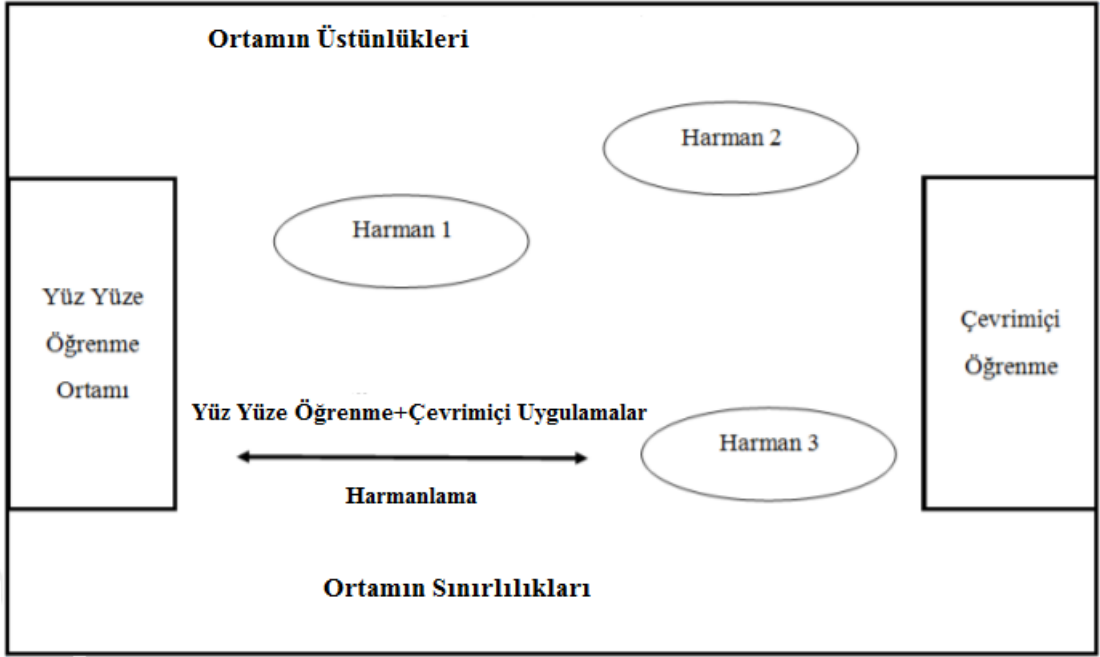 Ortamın Üstünlükleri
Harman 2
Harman 1
Yüz Yüze
Öğrenme
Ortamı
Çevrimiçi
Öğrenme
Yüz Yüze Öğrenme+Çevrimiçi Uygulamalar
Harman 3
Harmanlama
Ortamın Sınırlılıkları